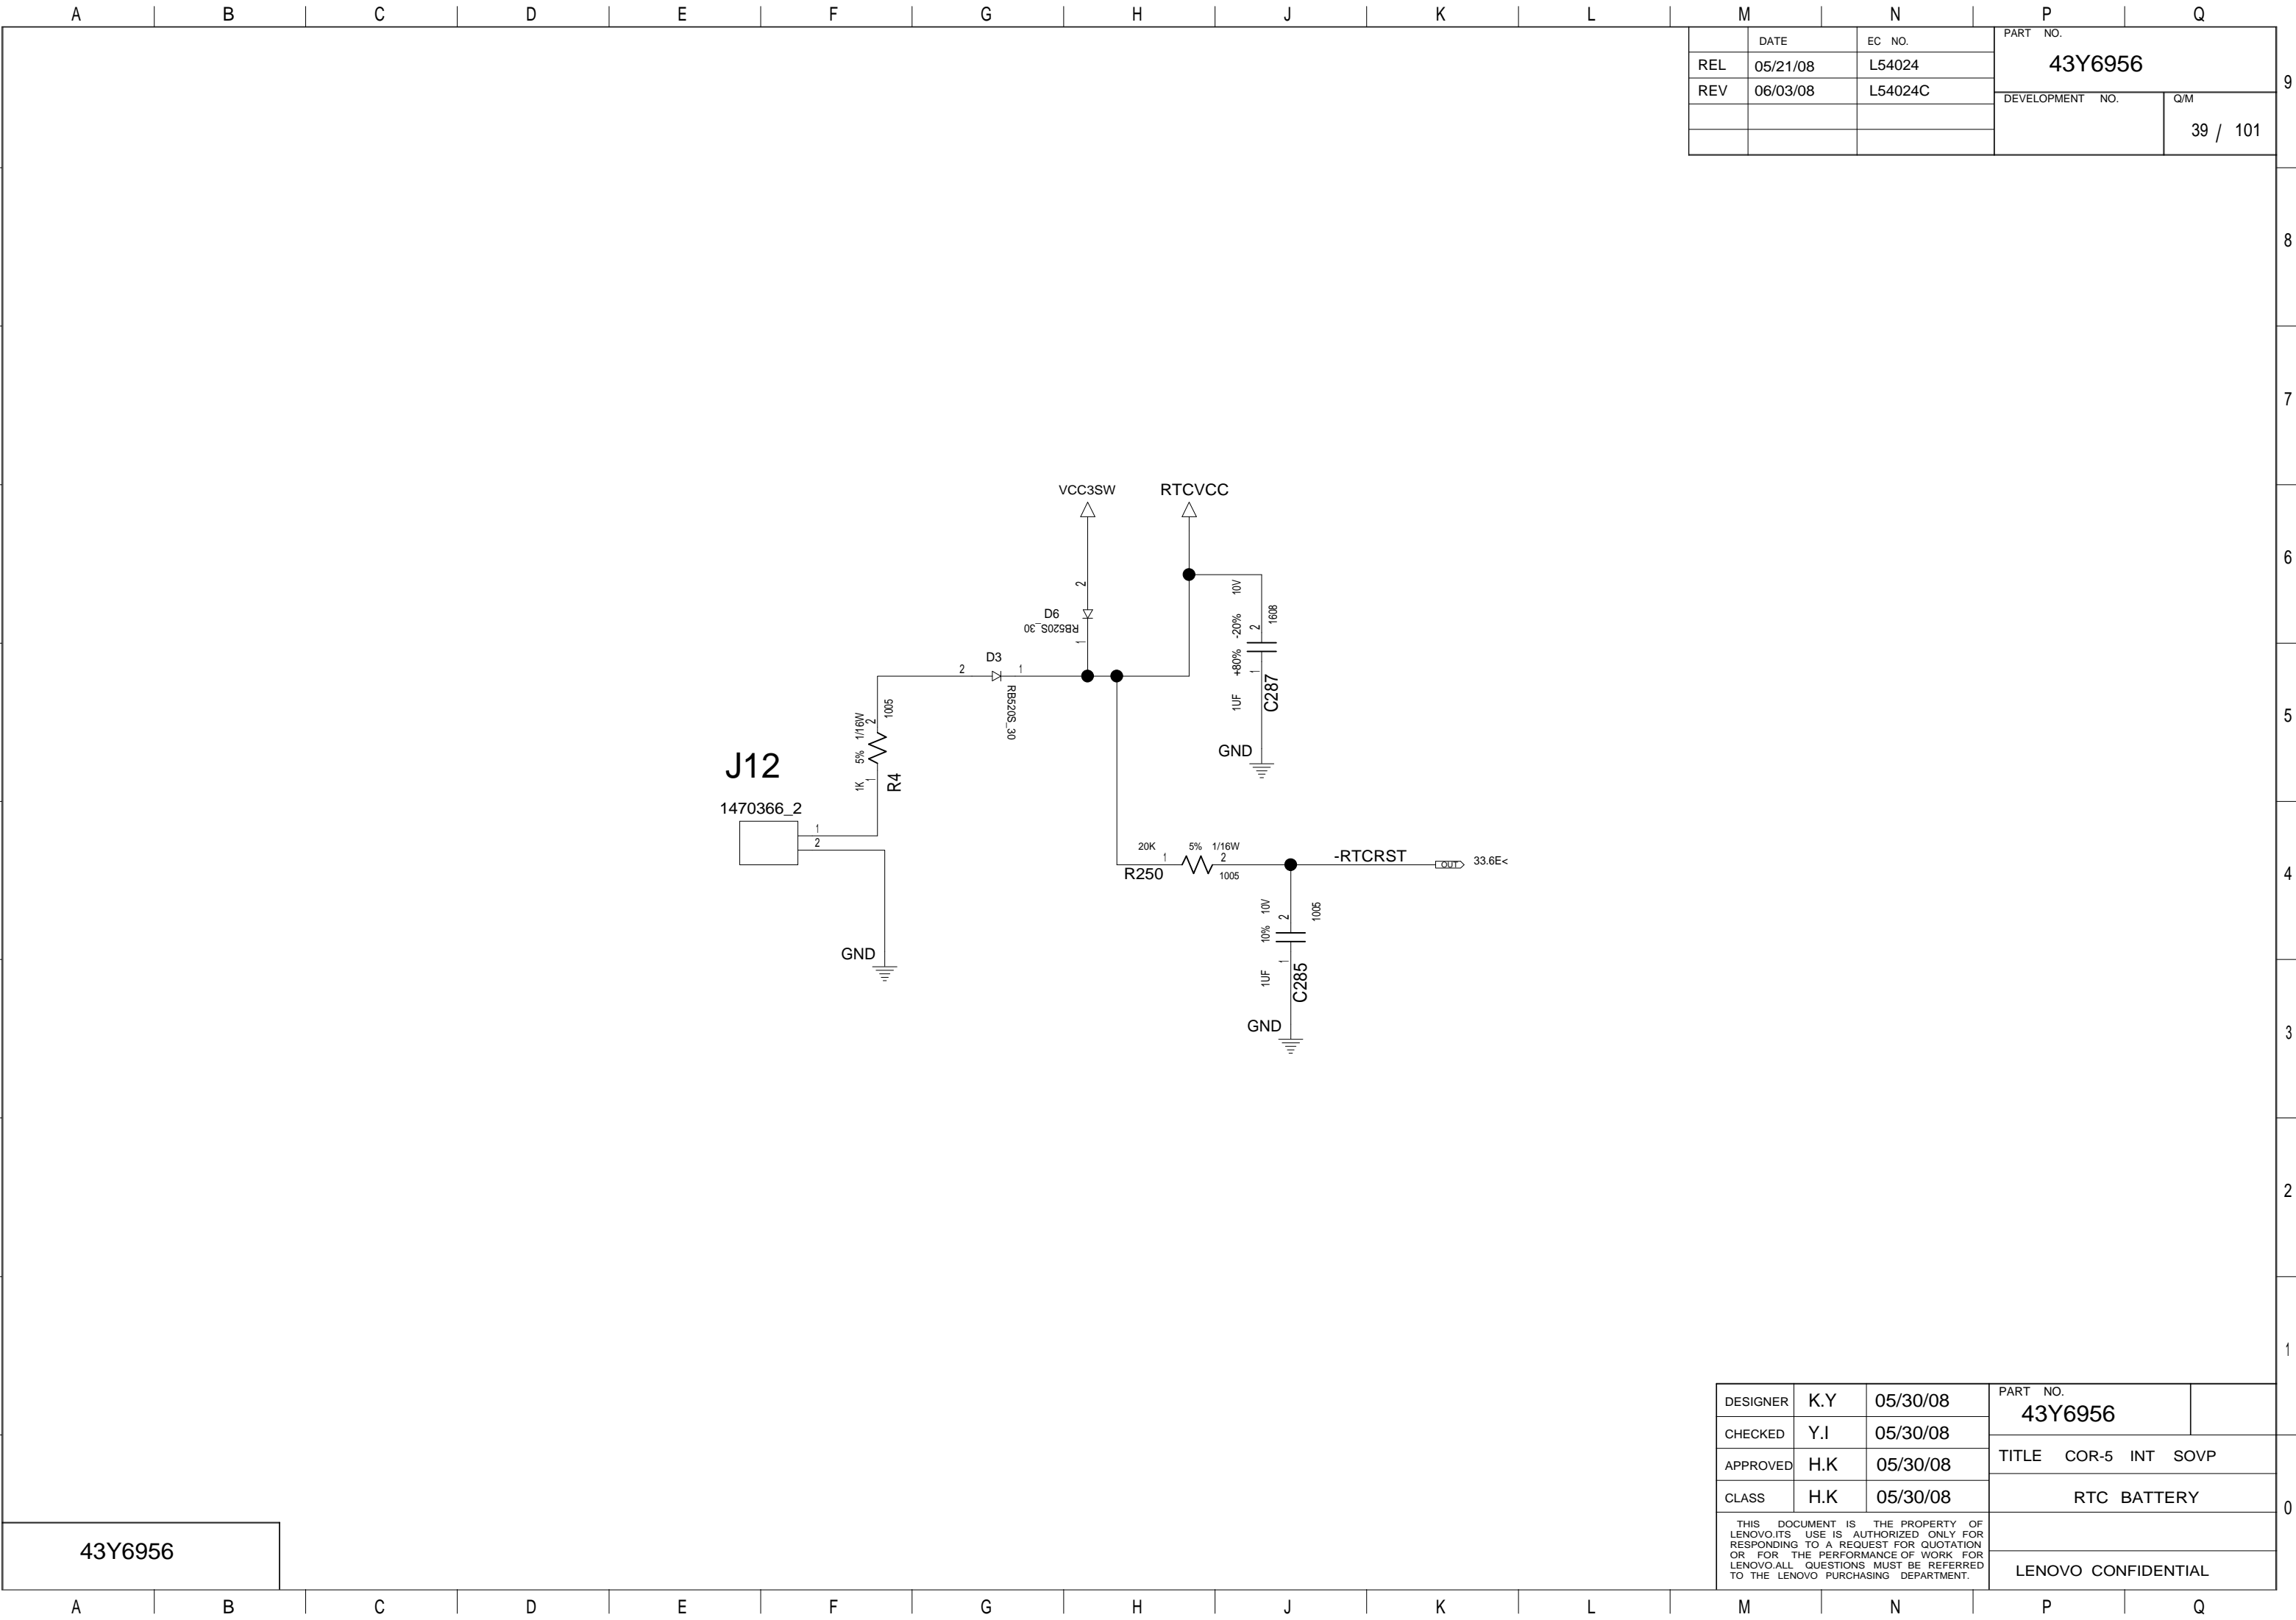 A B C D E F G H J K L M N P Q
DATE EC NO.
REL 05/21/08 L54024
REV 06/03/08 L54024C
PART NO.
43Y6956
DEVELOPMENT NO. Q/M
39 / 101
9
8
7
6
5
4
3
2
1
0
VCC3SW RTCVCC
2
D6
RB520S_30
1
2 D3 1
RB520S_30
1UF +80% -20% 10V
2
1608
1
C287
GND
1K 5% 1/16W
2
1005
1
R4
J12
1470366_2
1
2
GND
20K 5% 1/16W
1 2
R250 1005
-RTCRST OUT 33.6E<
1UF 10% 10V
2
1005
1
C285
GND
DESIGNER K.Y 05/30/08
CHECKED Y.I 05/30/08
APPROVED H.K 05/30/08
CLASS H.K 05/30/08
THIS DOCUMENT IS THE PROPERTY OF
LENOVO.ITS USE IS AUTHORIZED ONLY FOR
RESPONDING TO A REQUEST FOR QUOTATION
OR FOR THE PERFORMANCE OF WORK FOR
LENOVO.ALL QUESTIONS MUST BE REFERRED
TO THE LENOVO PURCHASING DEPARTMENT.
PART NO.
43Y6956
TITLE COR-5 INT SOVP
RTC BATTERY
LENOVO CONFIDENTIAL
43Y6956
A B C D E F G H J K L M N P Q